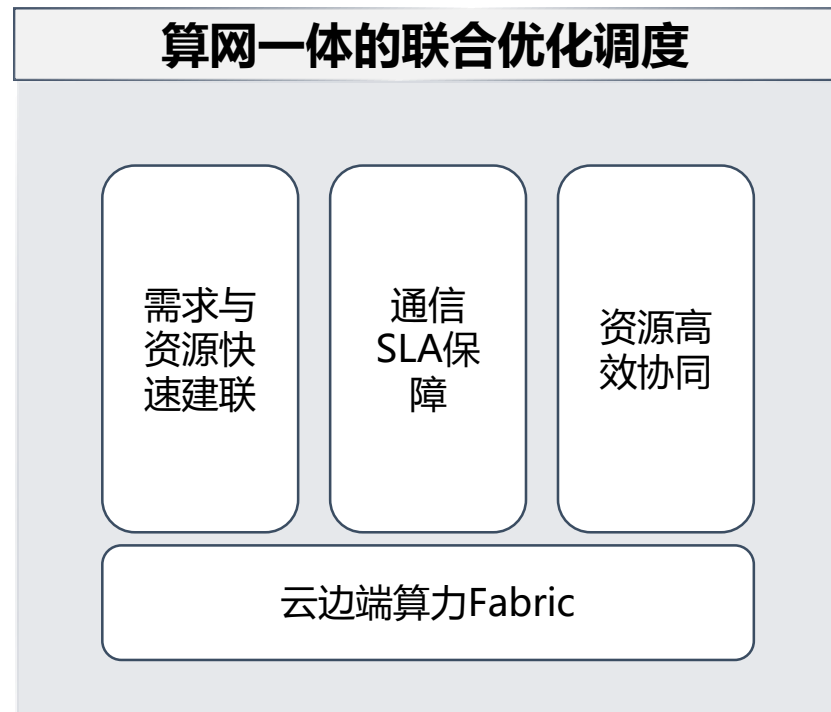 算网一体的联合优化调度
需求与
资源快
速建联
通信
SLA保
障
资源高
效协同
云边端算力Fabric